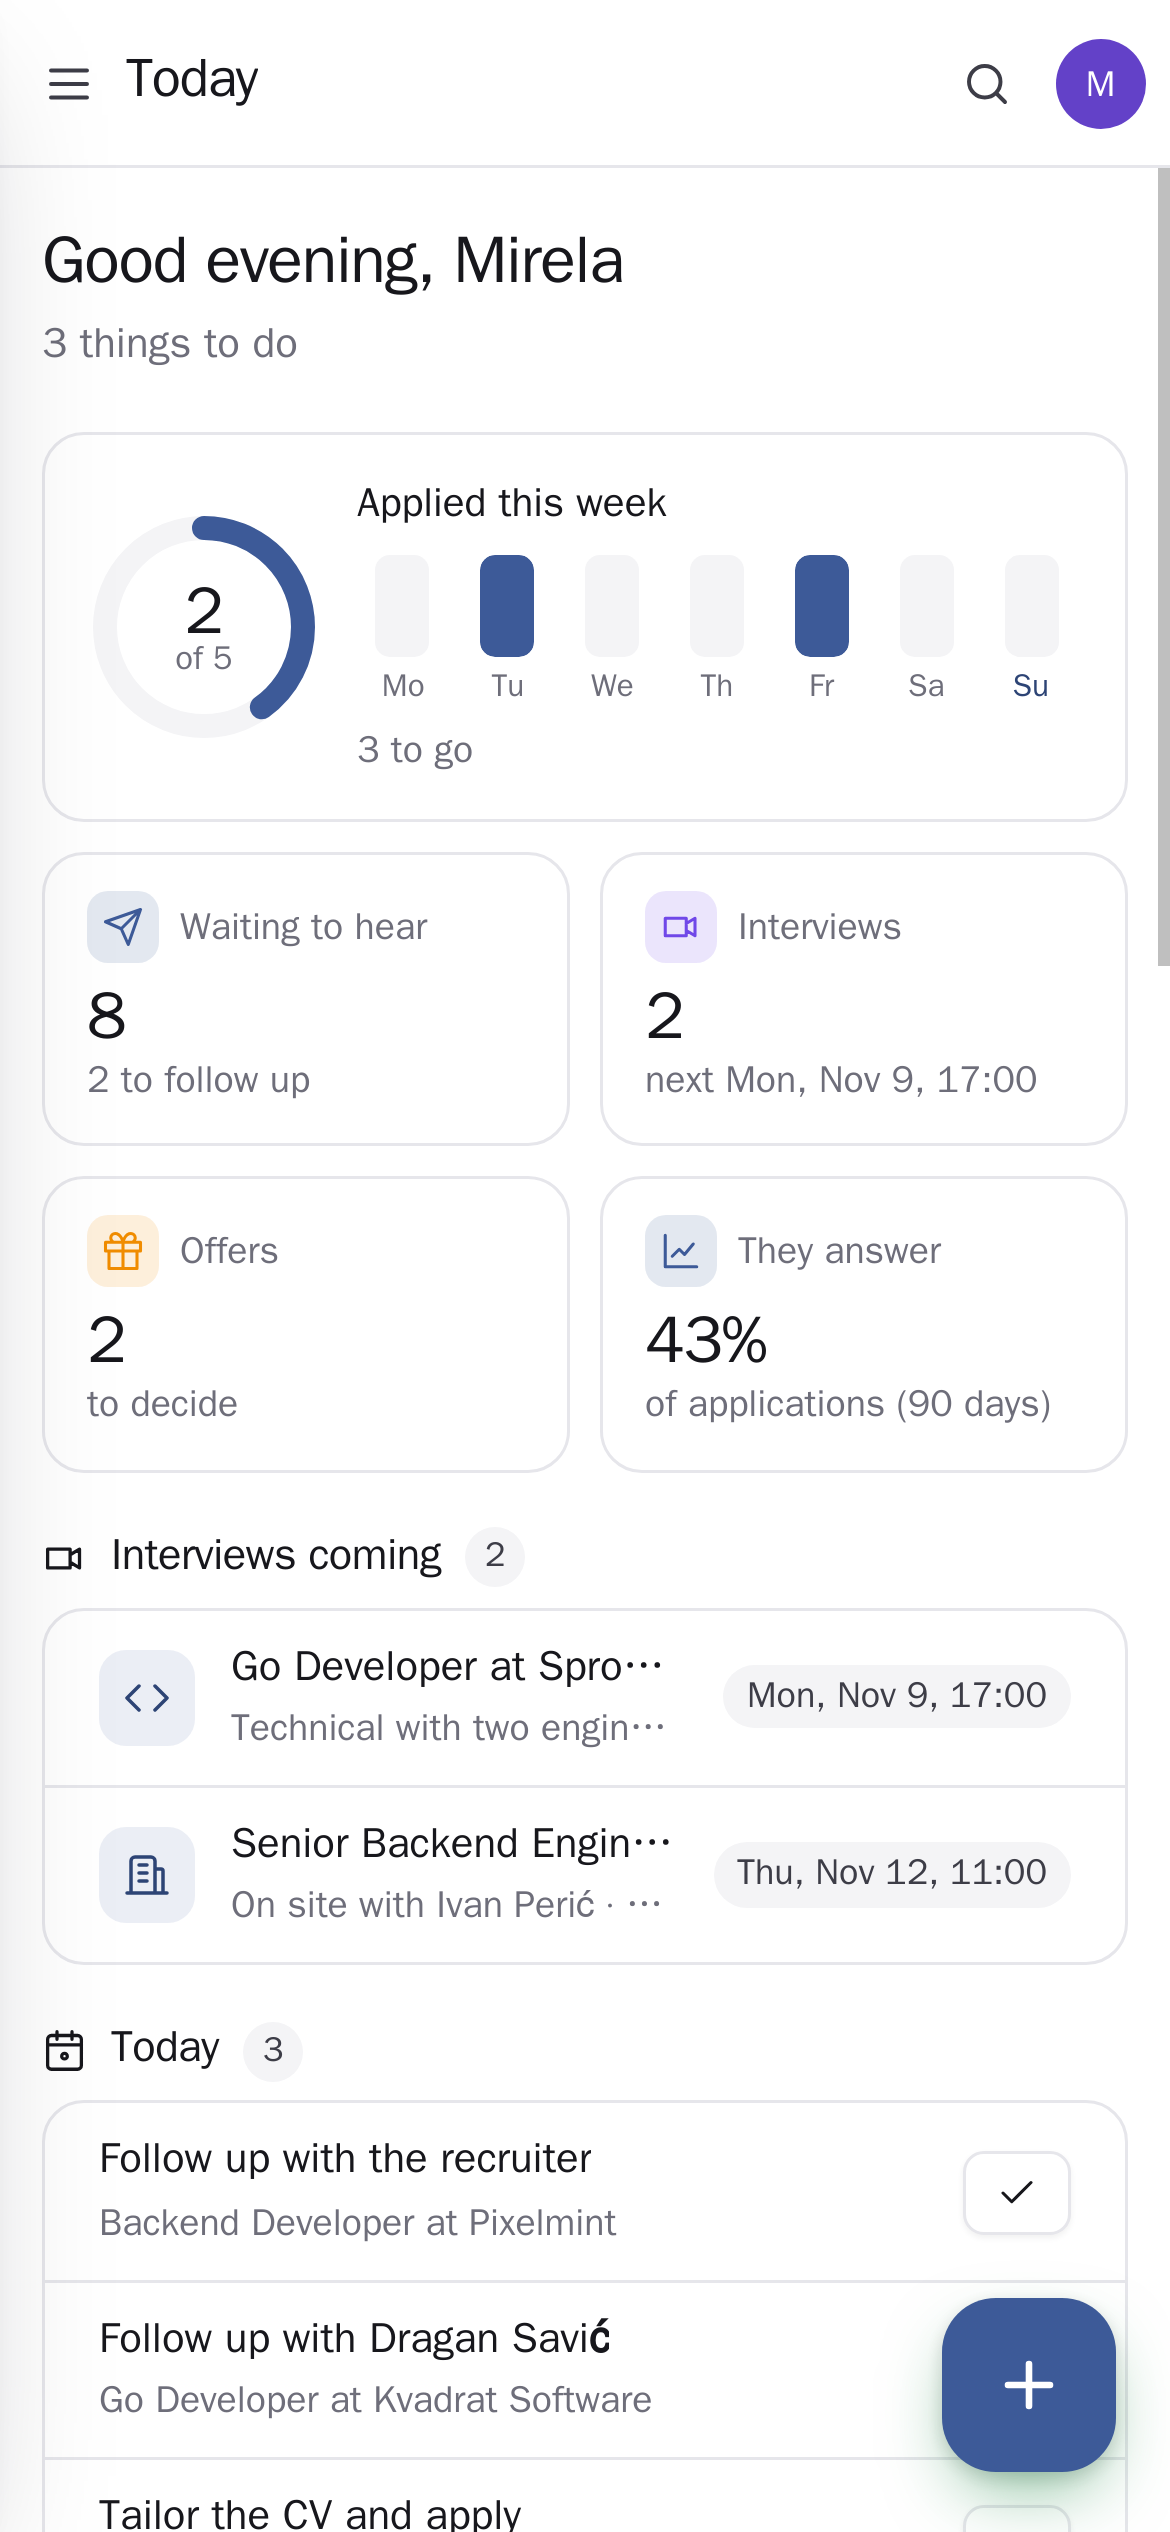 Today
M
Good evening, Mirela
3 things to do
Applied this week
2
of 5
Mo Tu We Th Fr Sa Su
3 to go
Waiting to hear
8
2 to follow up
Interviews
2
next Mon, Nov 9, 17:00
Offers
2
to decide
They answer
43%
of applications (90 days)
Interviews coming 2
Go Developer at Spro···
Technical with two engin···
Mon, Nov 9, 17:00
Senior Backend Engin···
On site with Ivan Perić · ···
Thu, Nov 12, 11:00
Today 3
Follow up with the recruiter
Backend Developer at Pixelmint
Follow up with Dragan Savić
Go Developer at Kvadrat Software
Tailor the CV and apply